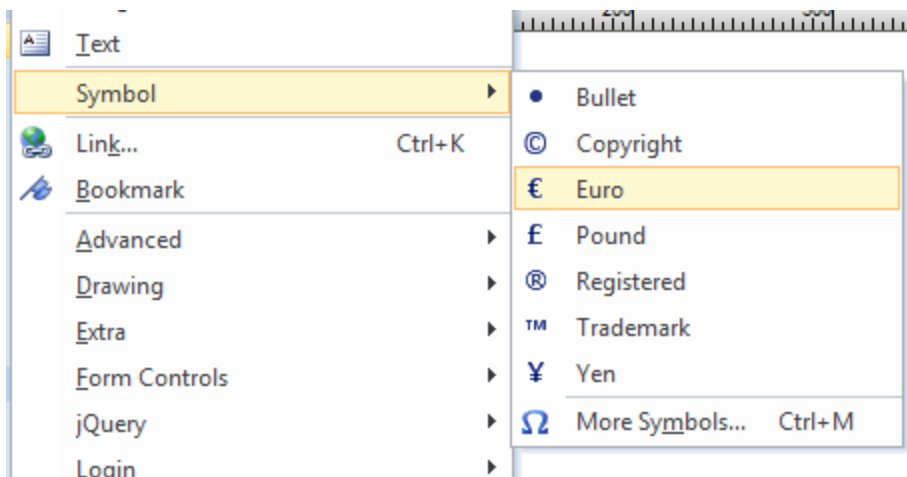 Text
Symbol
Link... Ctrl+K
Bookmark
Advanced
Drawing
Extra
Form Controls
jQuery
Login
• Bullet
© Copyright
€ Euro
£ Pound
® Registered
™ Trademark
¥ Yen
Ω More Symbols... Ctrl+M